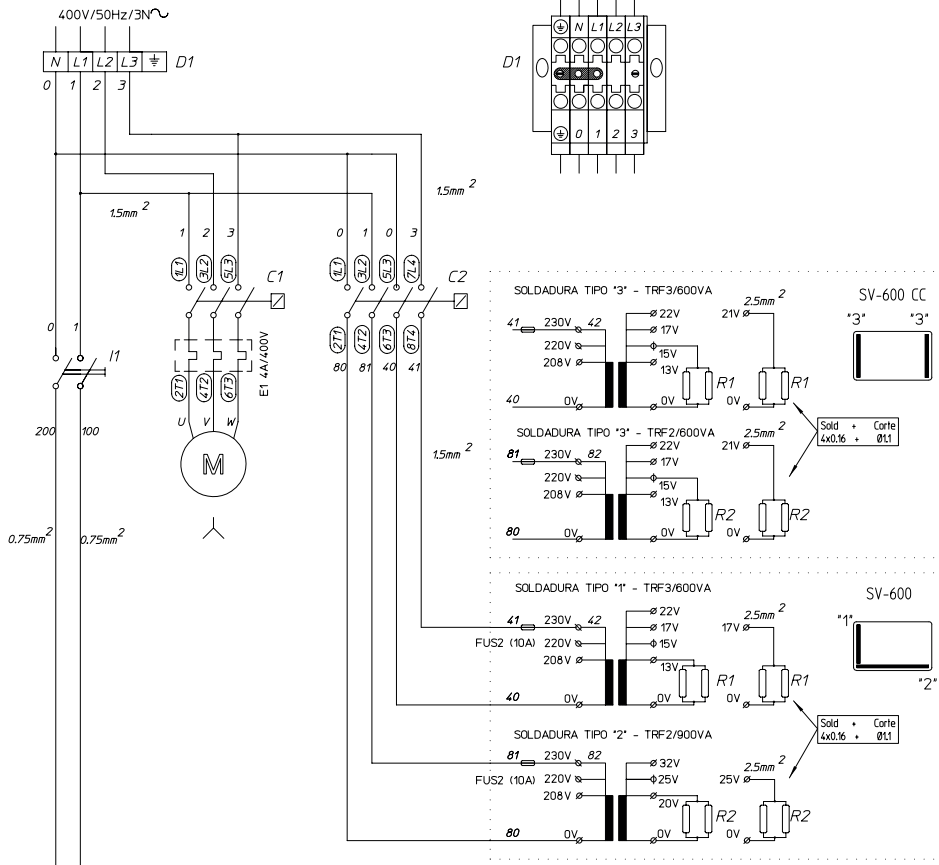 400V/50Hz/3N~
N L1 L2 L3 D1
0 1 2 3
N L1 L2 L3
D1
0 1 2 3
1.5mm 2
1.5mm 2
1 2 3
1L1 3L2 5L3
C1
0 1 0 3
1L1 3L2 5L3 7L4
C2
E1 4A/400V
2T1 4T2 6T3
U V W
M
2T1 4T2 6T3 8T4
80 81 40 41
1.5mm 2
0 1
I1
200 100
0.75mm 2
0.75mm 2
SOLDADURA TIPO "3" - TRF3/600VA
SV-600 CC
"3" "3"
41 230V 42
220V
208V
40 0V
22V
17V
15V
13V
0V
R1
2.5mm 2
21V
0V
R1
Sold + Corte
4x0.16 + Ø1.1
SOLDADURA TIPO "3" - TRF2/600VA
81 230V 82
220V
208V
80 0V
22V
17V
15V
13V
0V
R2
2.5mm 2
21V
0V
R2
SOLDADURA TIPO "1" - TRF3/600VA
SV-600
"1"
"2"
41 230V 42
FUS2 (10A) 220V
208V
40 0V
22V
17V
15V
13V
0V
R1
2.5mm 2
17V
0V
R1
Sold + Corte
4x0.16 + Ø1.1
SOLDADURA TIPO "2" - TRF2/900VA
81 230V 82
FUS2 (10A) 220V
208V
80 0V
32V
25V
20V
0V
R2
2.5mm 2
25V
0V
R2